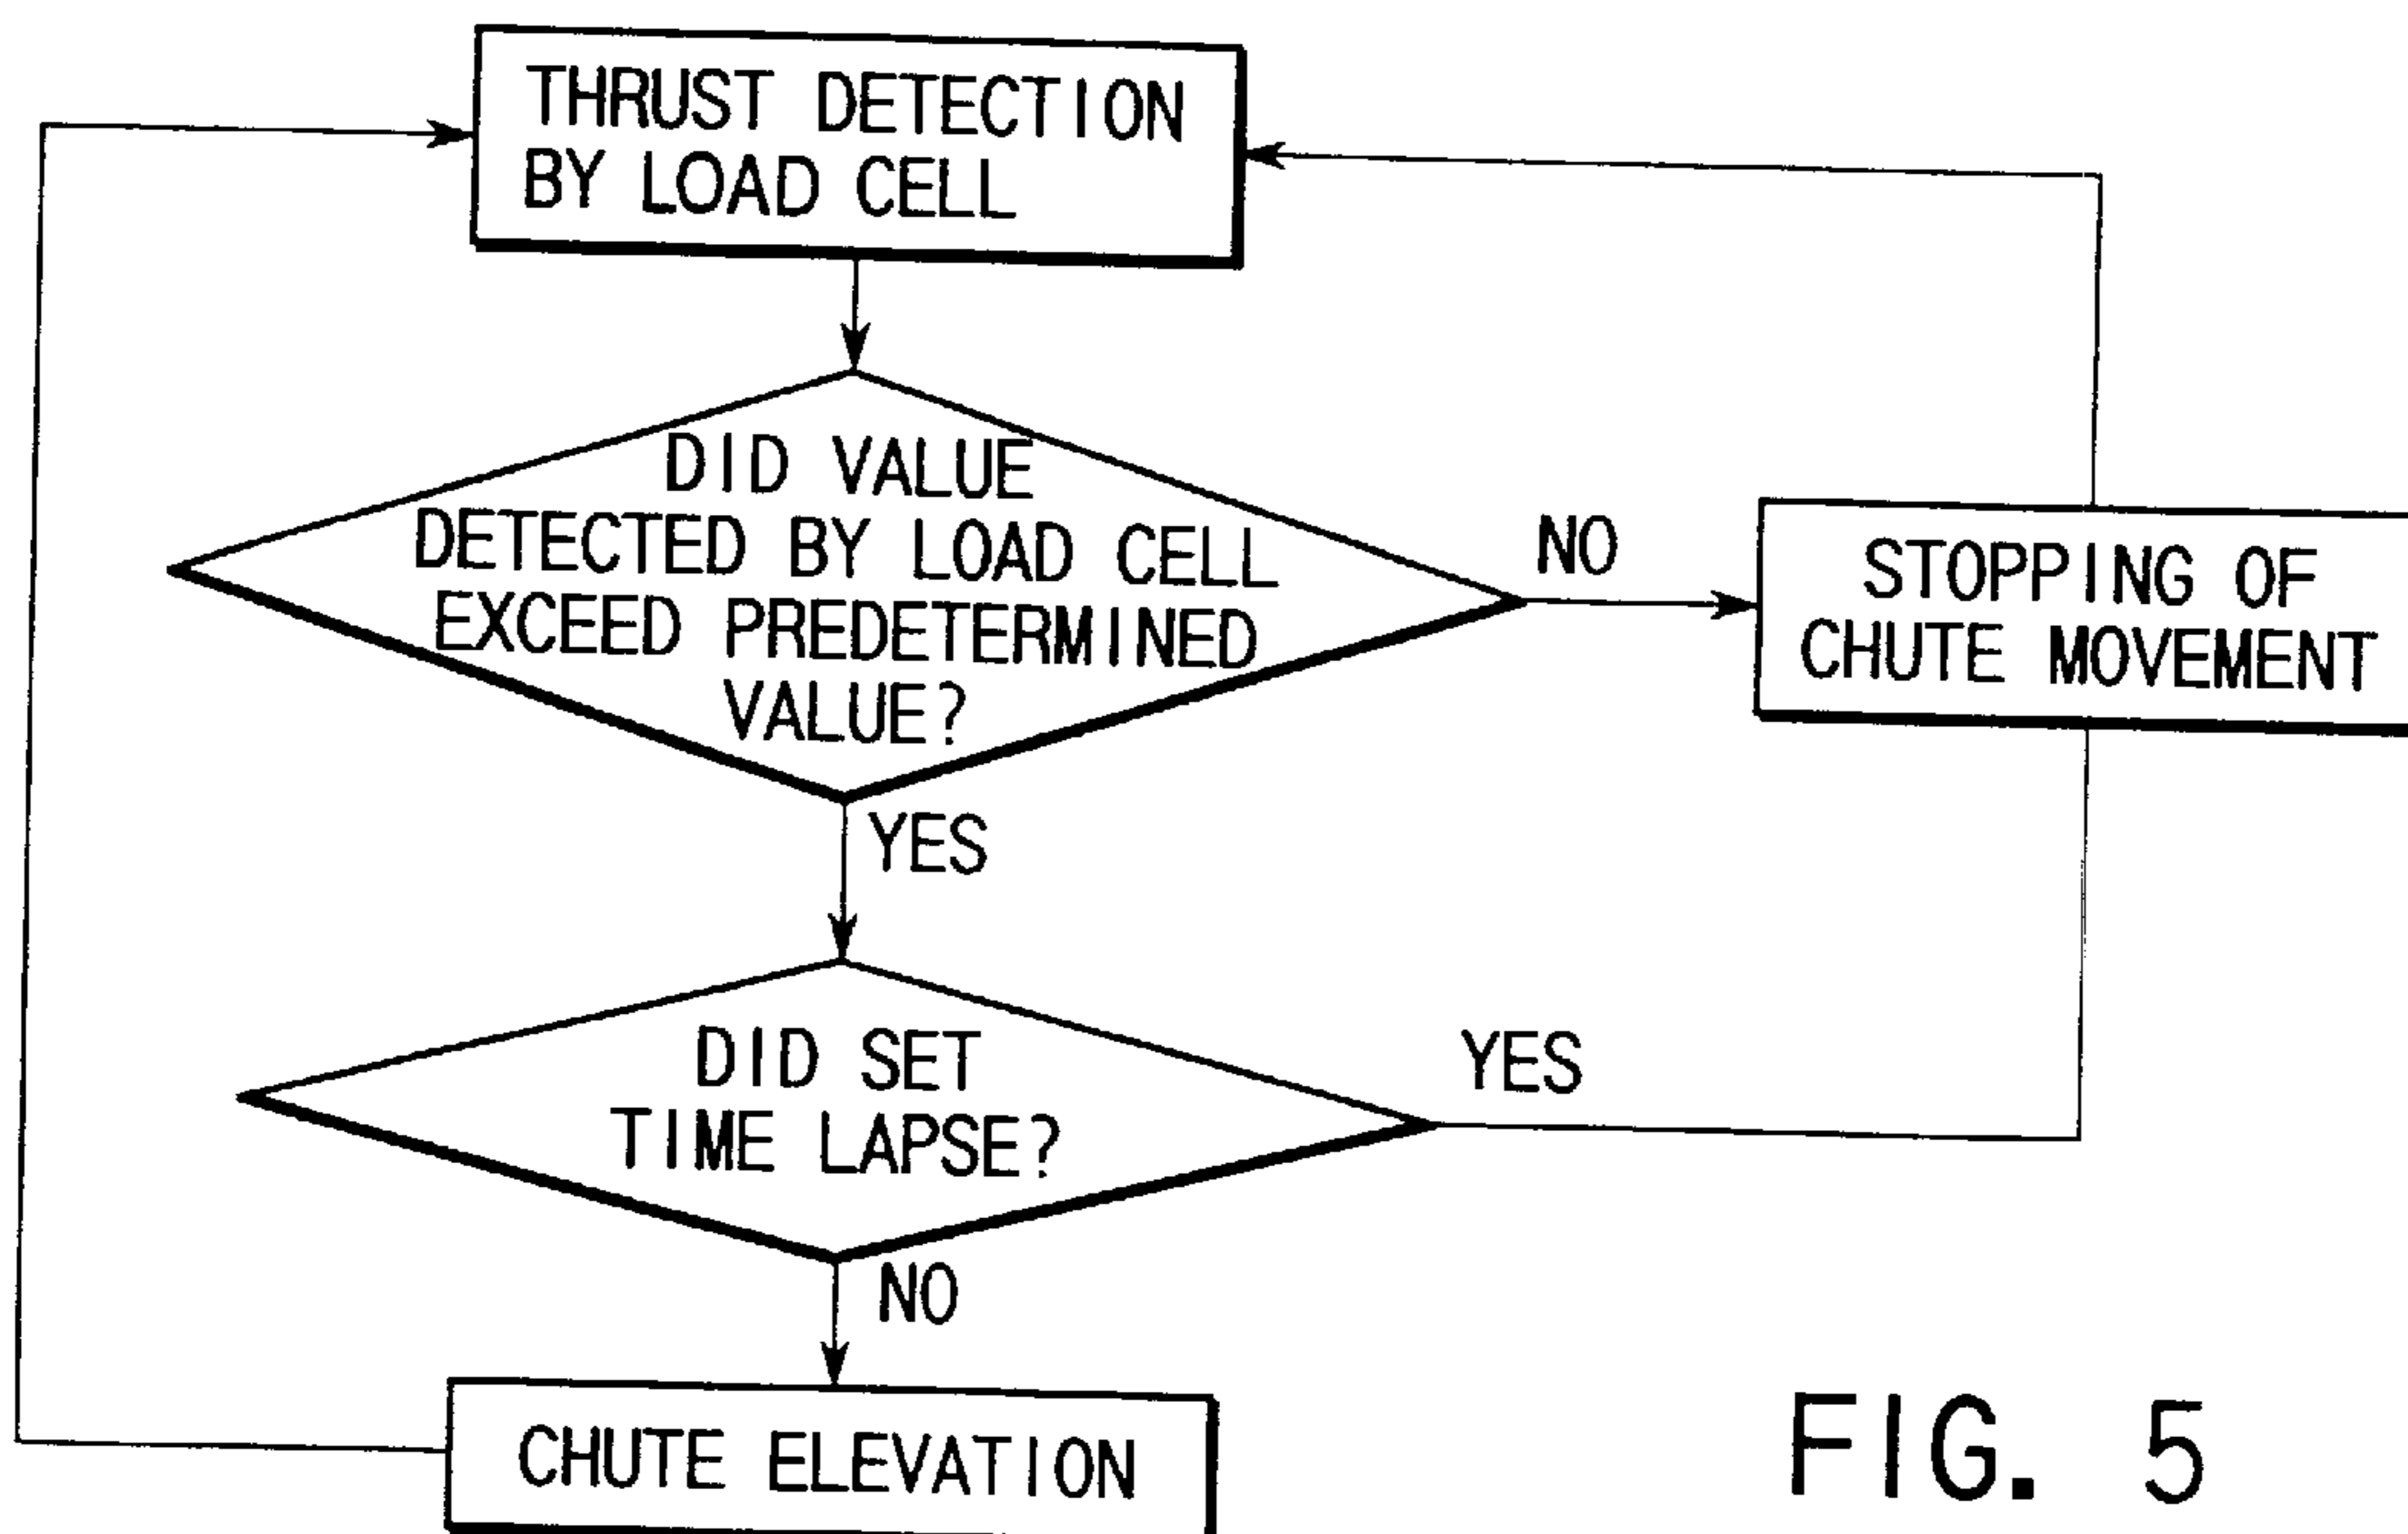 THRUST DETECTION
BY LOAD CELL
DID VALUE
DETECTED BY LOAD CELL
EXCEED PREDETERMINED
VALUE?
NO
STOPPING OF
CHUTE MOVEMENT
YES
DID SET
TIME LAPSE?
YES
NO
CHUTE ELEVATION
FIG. 5